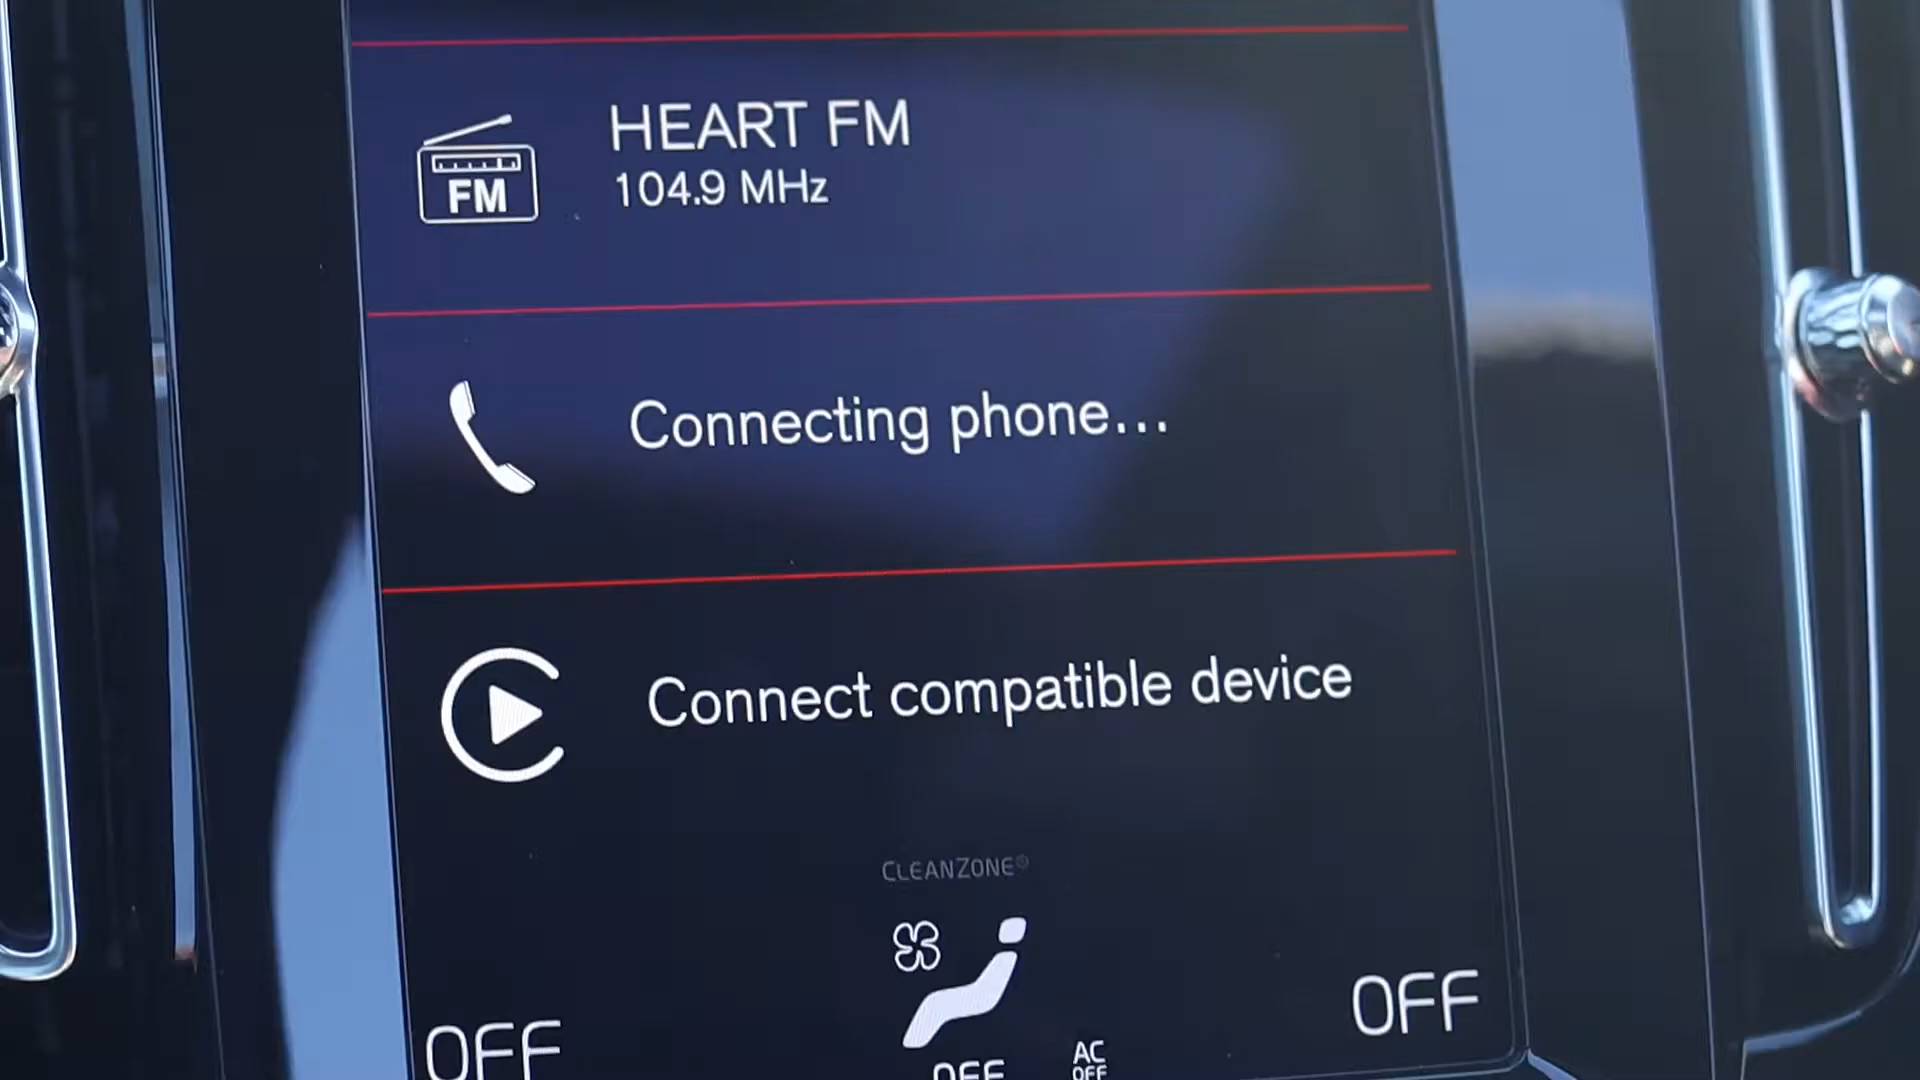 HEART FM
104.9 MHz
FM
Connecting phone...
Connect compatible device
CLEANZONE®
OFF
OFF
OFF
AC
OFF